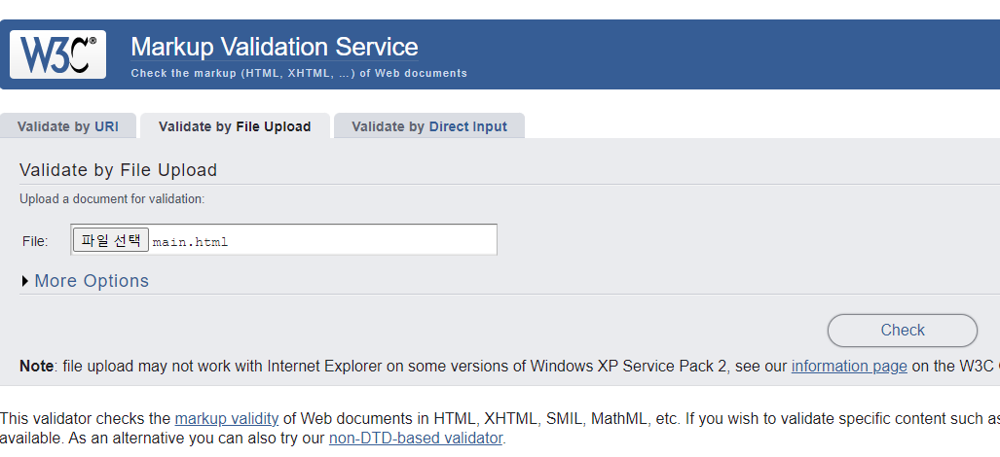 W3C® Markup Validation Service
Check the markup (HTML, XHTML, …) of Web documents
Validate by URI Validate by File Upload Validate by Direct Input
Validate by File Upload
Upload a document for validation:
File: 파일 선택 main.html
More Options
Check
Note: file upload may not work with Internet Explorer on some versions of Windows XP Service Pack 2, see our information page on the W3C
This validator checks the markup validity of Web documents in HTML, XHTML, SMIL, MathML, etc. If you wish to validate specific content such as
available. As an alternative you can also try our non-DTD-based validator.